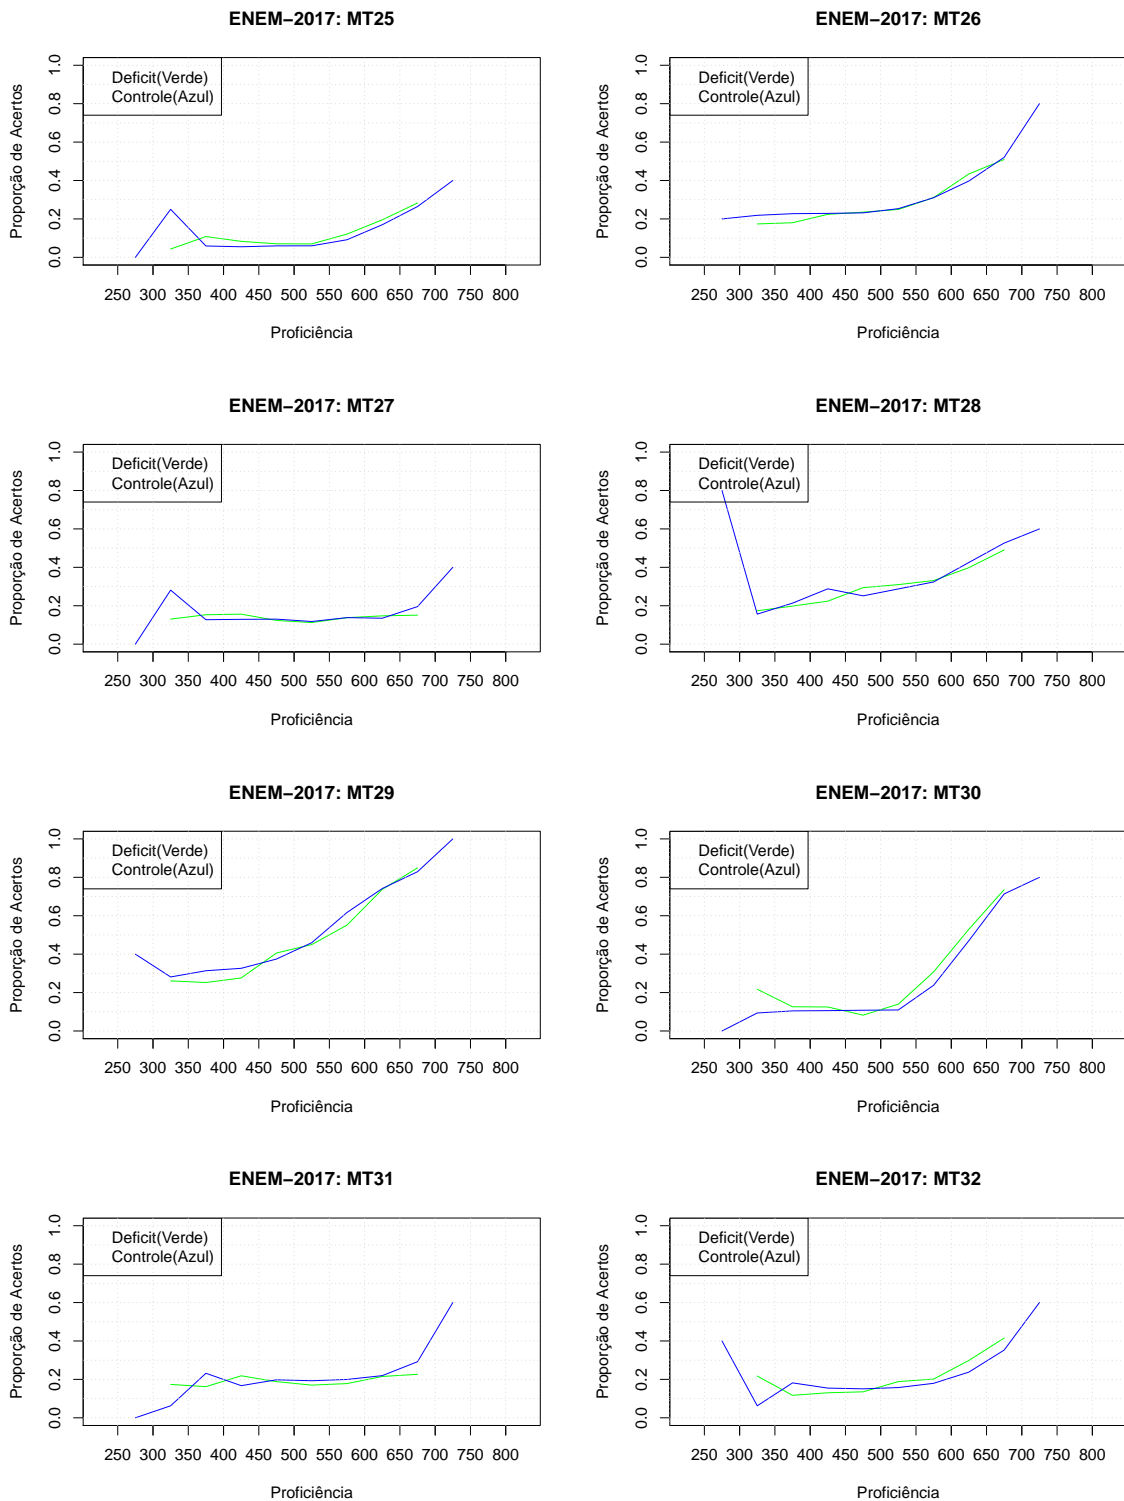 ENEM−2017: MT25
Deficit(Verde)
Controle(Azul)
Proporção de Acertos
0.0 0.2 0.4 0.6 0.8 1.0
250 300 350 400 450 500 550 600 650 700 750 800
Proficiência
ENEM−2017: MT26
Deficit(Verde)
Controle(Azul)
Proporção de Acertos
0.0 0.2 0.4 0.6 0.8 1.0
250 300 350 400 450 500 550 600 650 700 750 800
Proficiência
ENEM−2017: MT27
Deficit(Verde)
Controle(Azul)
Proporção de Acertos
0.0 0.2 0.4 0.6 0.8 1.0
250 300 350 400 450 500 550 600 650 700 750 800
Proficiência
ENEM−2017: MT28
Deficit(Verde)
Controle(Azul)
Proporção de Acertos
0.0 0.2 0.4 0.6 0.8 1.0
250 300 350 400 450 500 550 600 650 700 750 800
Proficiência
ENEM−2017: MT29
Deficit(Verde)
Controle(Azul)
Proporção de Acertos
0.0 0.2 0.4 0.6 0.8 1.0
250 300 350 400 450 500 550 600 650 700 750 800
Proficiência
ENEM−2017: MT30
Deficit(Verde)
Controle(Azul)
Proporção de Acertos
0.0 0.2 0.4 0.6 0.8 1.0
250 300 350 400 450 500 550 600 650 700 750 800
Proficiência
ENEM−2017: MT31
Deficit(Verde)
Controle(Azul)
Proporção de Acertos
0.0 0.2 0.4 0.6 0.8 1.0
250 300 350 400 450 500 550 600 650 700 750 800
Proficiência
ENEM−2017: MT32
Deficit(Verde)
Controle(Azul)
Proporção de Acertos
0.0 0.2 0.4 0.6 0.8 1.0
250 300 350 400 450 500 550 600 650 700 750 800
Proficiência